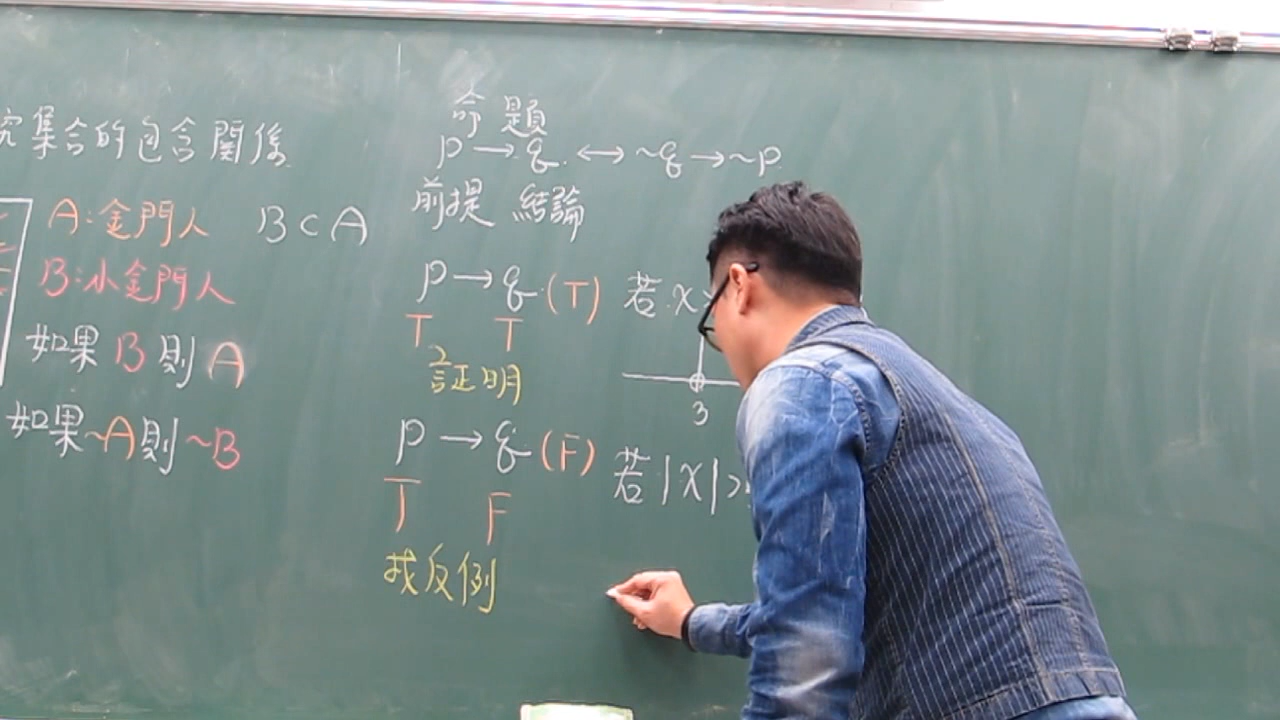 究集合的包含關係
A:金門人 B⊂A
B:小金門人
如果B則A
如果~A則~B
命題
p→q ↔ ~q→~p
前提 結論
p→q (T) 若x>
T T
證明
3
p→q (F) 若|x|>
T F
找反例